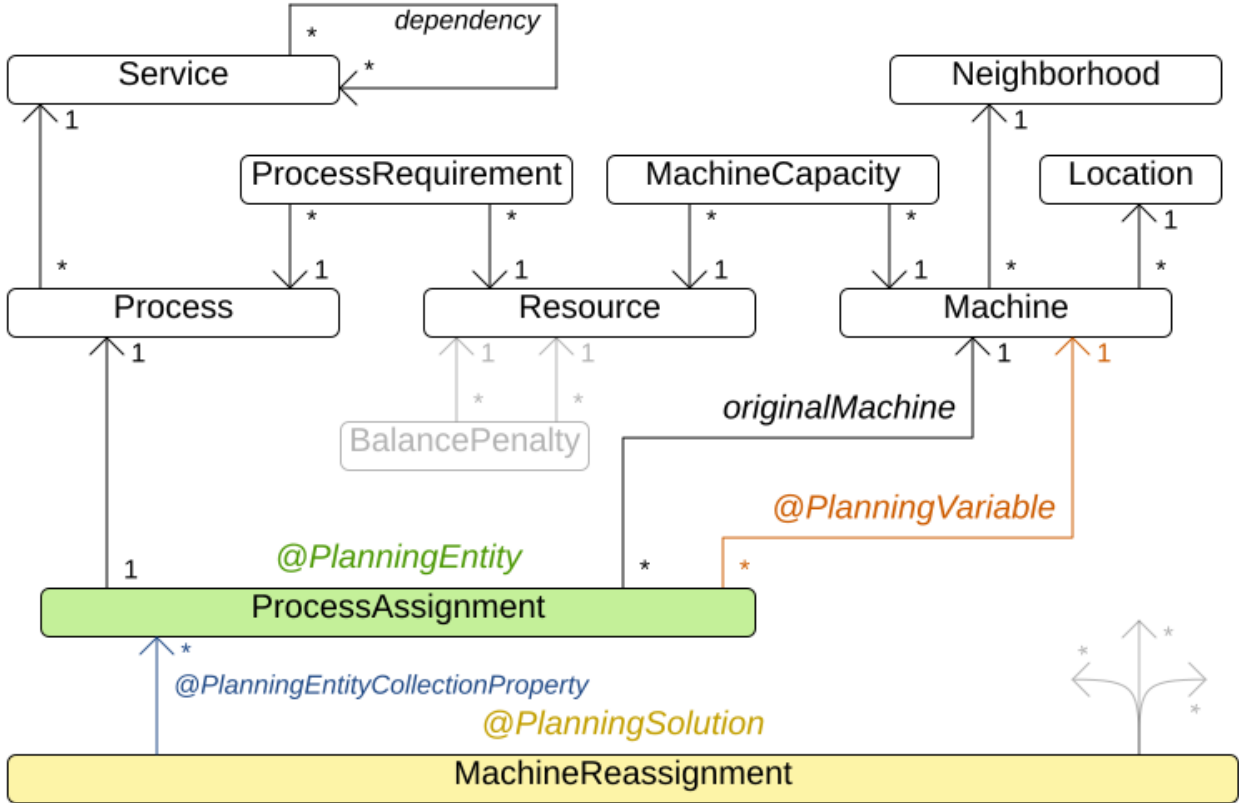 dependency
*
*
Service
Neighborhood
1
1
ProcessRequirement
MachineCapacity
Location
*
*
*
*
1
*
1
1
1
1
*
*
Process
Resource
Machine
1
1
1
1
1
*
*
originalMachine
BalancePenalty
@PlanningVariable
@PlanningEntity
1
*
*
ProcessAssignment
*
*
*
@PlanningEntityCollectionProperty
*
@PlanningSolution
MachineReassignment